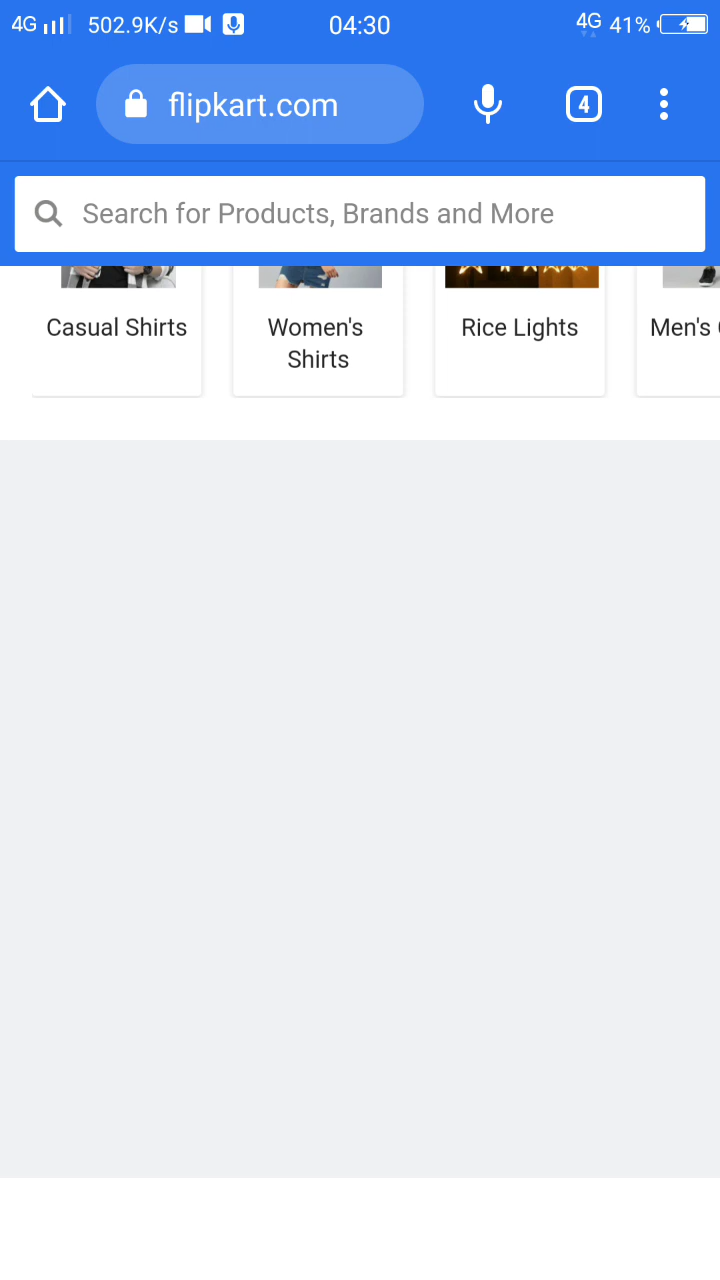 4G 502.9K/s 04:30 4G 41%
flipkart.com 4
Search for Products, Brands and More
Casual Shirts
Women's
Shirts
Rice Lights
Men's